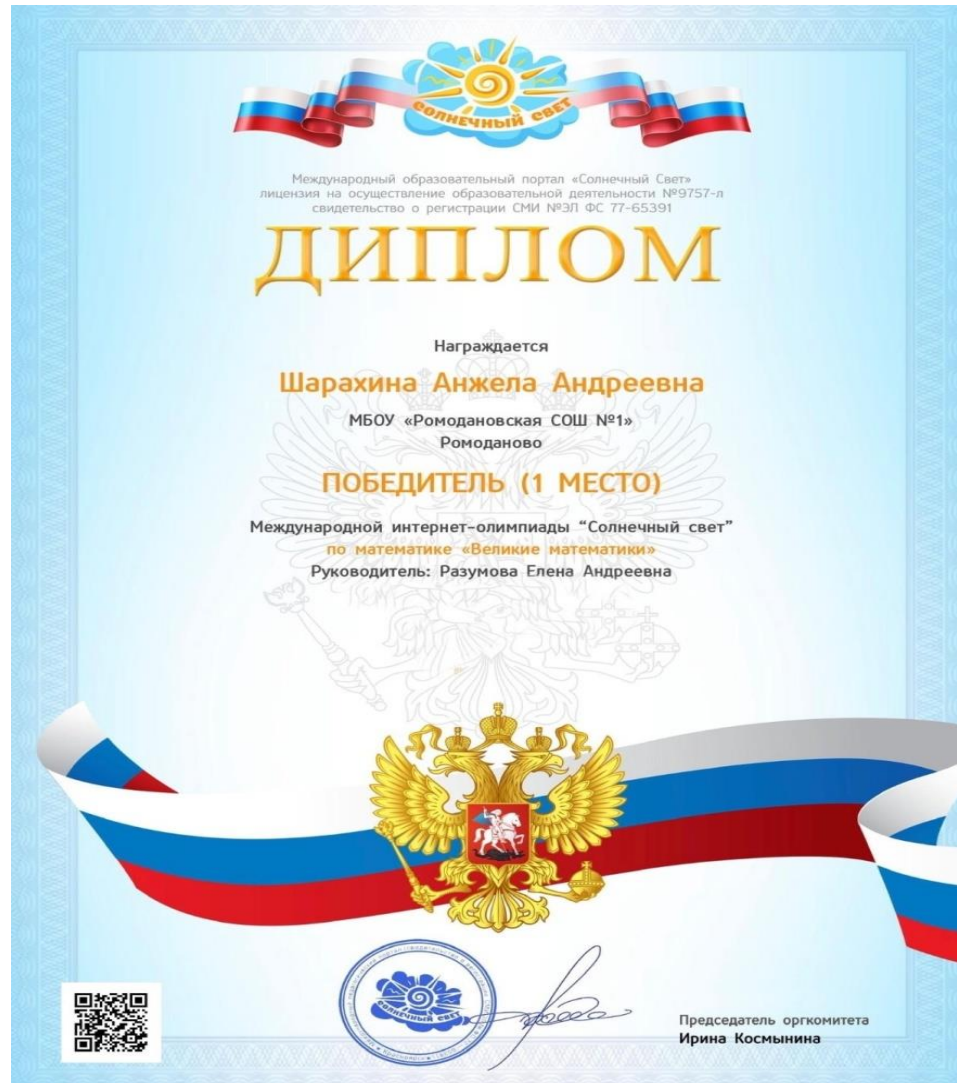 СОЛНЕЧНЫЙ СВЕТ
Международный образовательный портал «Солнечный Свет»
лицензия на осуществление образовательной деятельности №9757-л
свидетельство о регистрации СМИ №ЭЛ ФС 77-65391
ДИПЛОМ
Награждается
Шарахина Анжела Андреевна
МБОУ «Ромодановская СОШ №1»
Ромоданово
ПОБЕДИТЕЛЬ (1 МЕСТО)
Международной интернет-олимпиады “Солнечный свет”
по математике «Великие математики»
Руководитель: Разумова Елена Андреевна
СОЛНЕЧНЫЙ СВЕТ
Председатель оргкомитета
Ирина Космынина